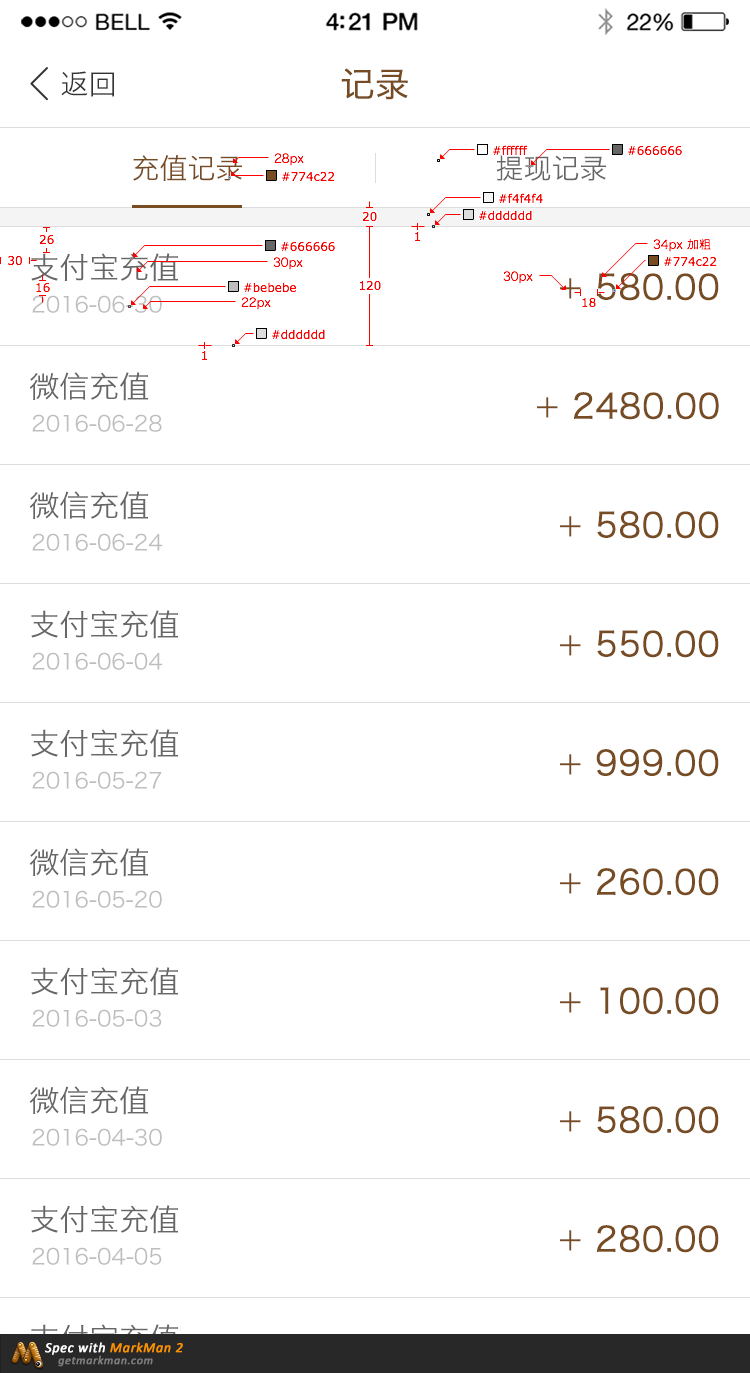 BELL 4:21 PM 22%
返回 记录
充值记录 提现记录
28px
#774c22
#ffffff
#666666
#f4f4f4
#dddddd
20
1
26
30
16
支付宝充值
2016-06-30
+ 580.00
#666666
30px
#bebebe
22px
#dddddd
1
120
34px 加粗
#774c22
30px
18
微信充值
2016-06-28
+ 2480.00
微信充值
2016-06-24
+ 580.00
支付宝充值
2016-06-04
+ 550.00
支付宝充值
2016-05-27
+ 999.00
微信充值
2016-05-20
+ 260.00
支付宝充值
2016-05-03
+ 100.00
微信充值
2016-04-30
+ 580.00
支付宝充值
2016-04-05
+ 280.00
支付宝充值
Spec with MarkMan 2
getmarkman.com